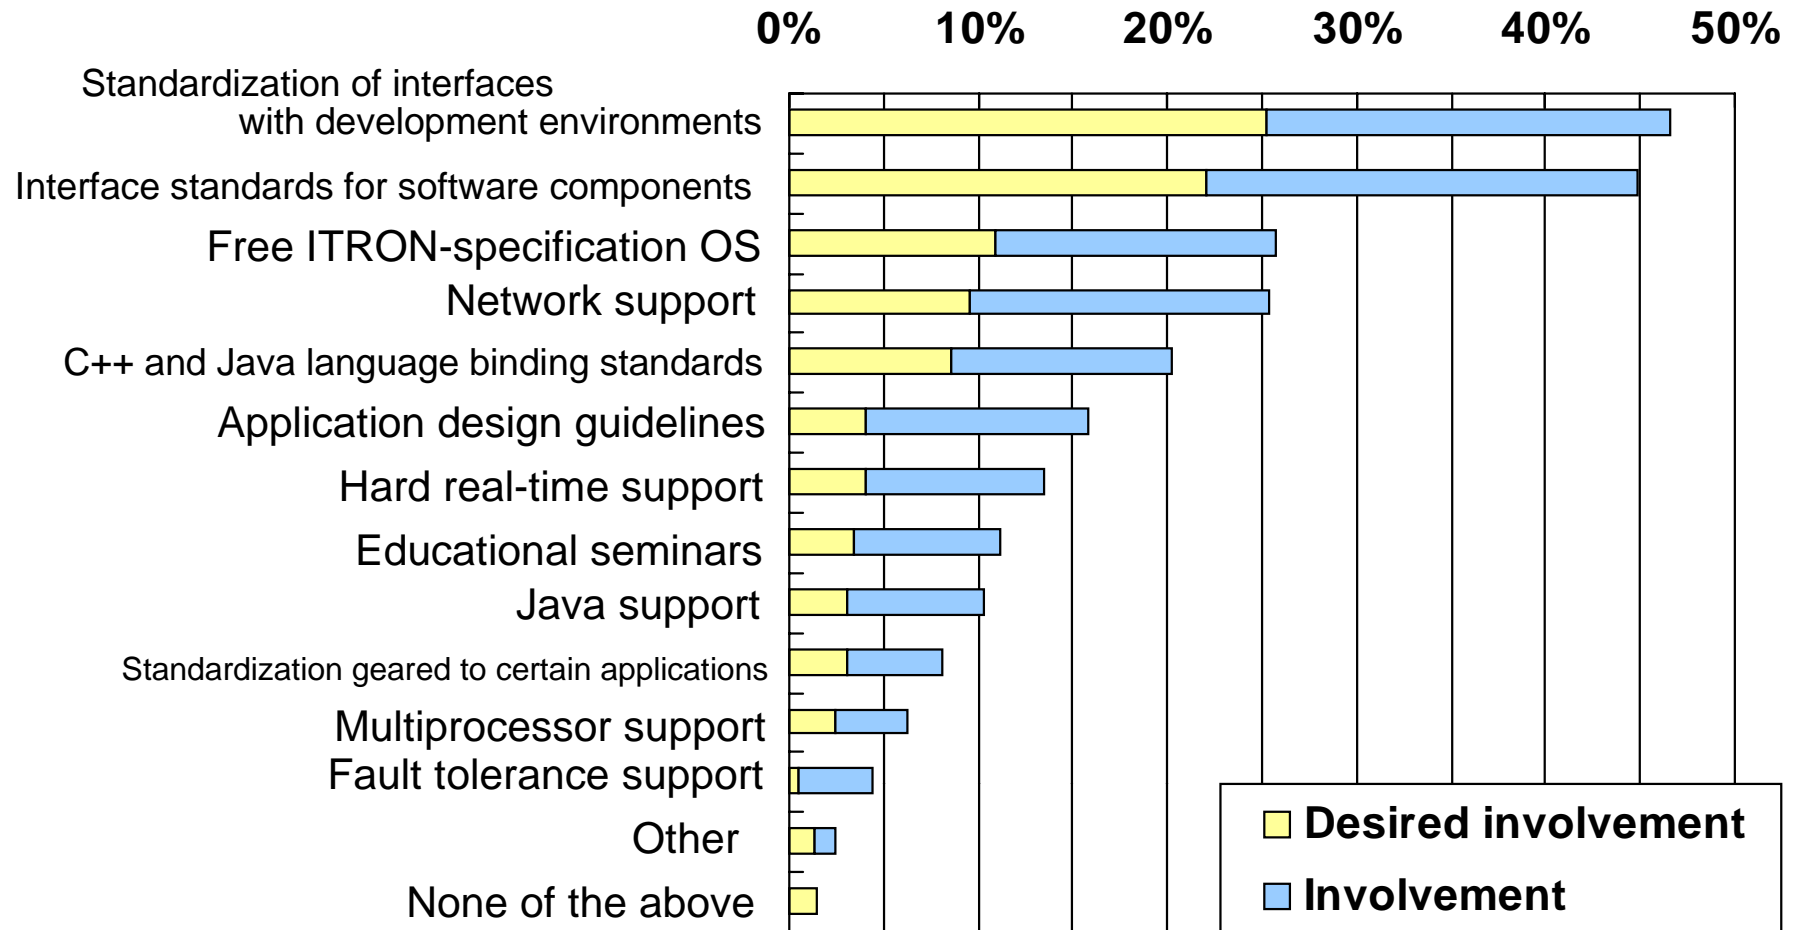 0% 10% 20% 30% 40% 50%
Standardization of interfaces
with development environments
Interface standards for software components
Free ITRON-specification OS
Network support
C++ and Java language binding standards
Application design guidelines
Hard real-time support
Educational seminars
Java support
Standardization geared to certain applications
Multiprocessor support
Fault tolerance support
Other
None of the above
Desired involvement
Involvement